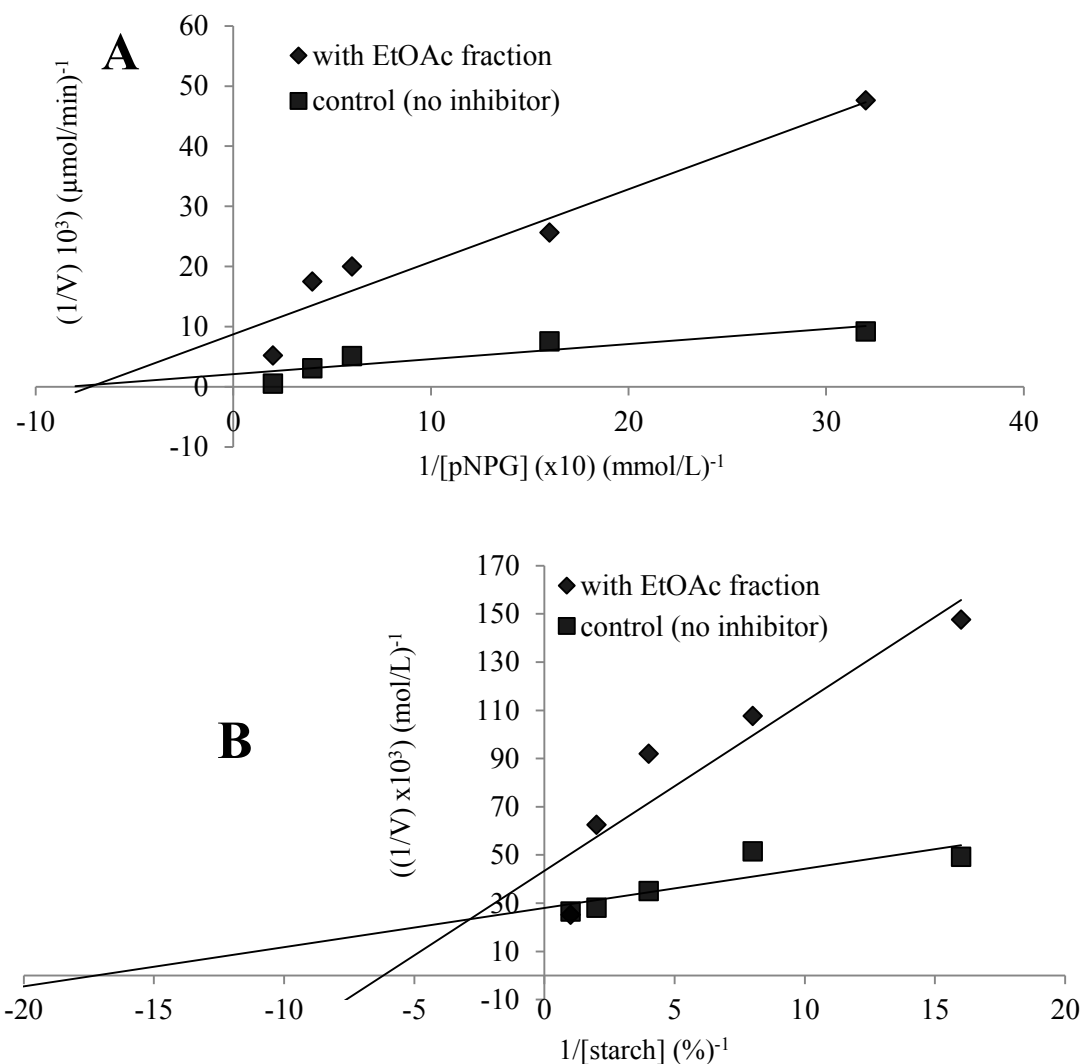 A
with EtOAc fraction
control (no inhibitor)
(1/V) 10³) (µmol/min)⁻¹
60
50
40
30
20
10
0
-10
-10 0 10 20 30 40
1/[pNPG] (x10) (mmol/L)⁻¹
B
with EtOAc fraction
control (no inhibitor)
((1/V) x10³) (mol/L)⁻¹
170
150
130
110
90
70
50
30
10
-10
-20 -15 -10 -5 0 5 10 15 20
1/[starch] (%)⁻¹